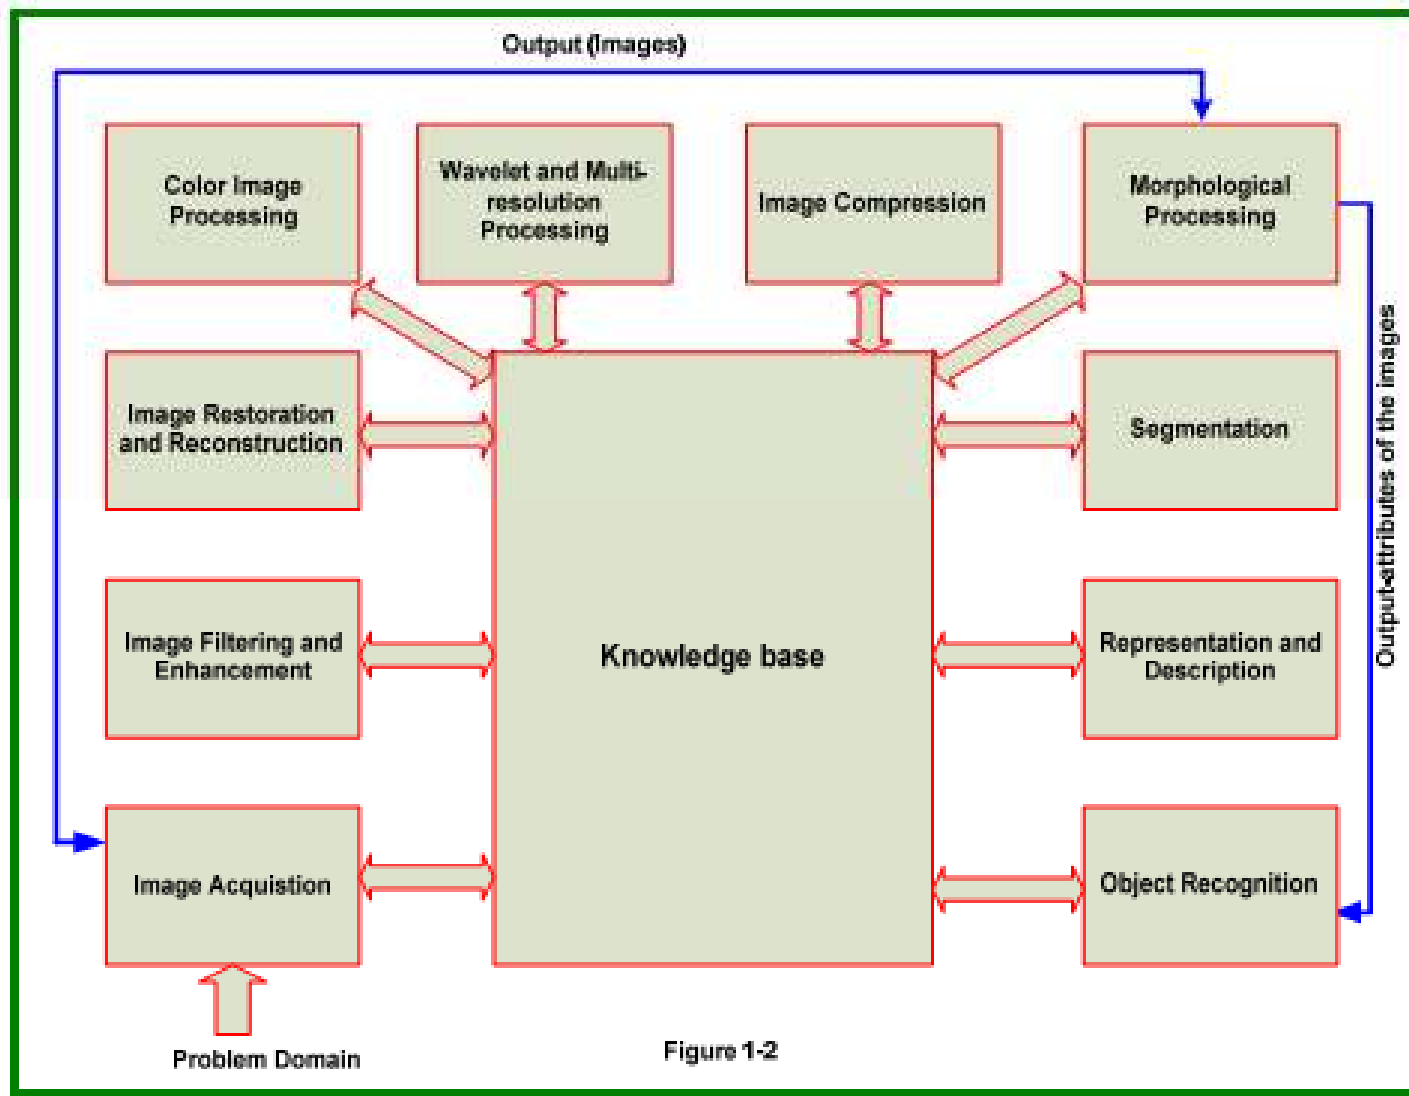 Output (Images)
Color Image
Processing
Wavelet and Multi-
resolution
Processing
Image Compression
Morphological
Processing
Image Restoration
and Reconstruction
Segmentation
Output-attributes of the images
Image Filtering and
Enhancement
Knowledge base
Representation and
Description
Image Acquistion
Object Recognition
Problem Domain
Figure 1-2